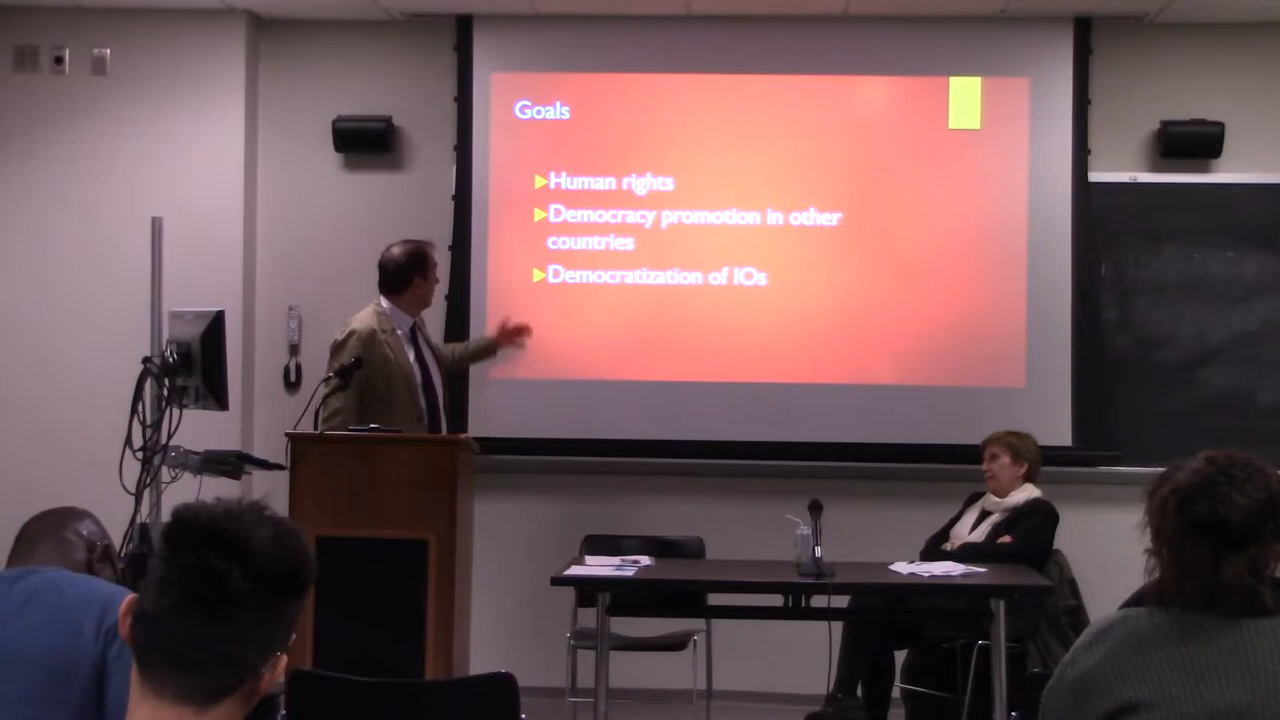 Goals
Human rights
Democracy promotion in other
countries
Democratization of IOs